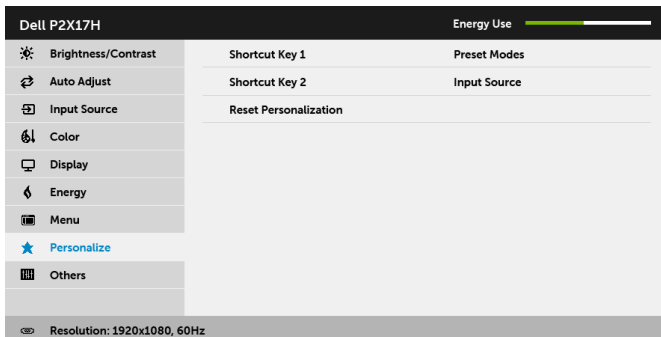 Dell P2X17H Energy Use
Brightness/Contrast Shortcut Key 1 Preset Modes
Auto Adjust Shortcut Key 2 Input Source
Input Source Reset Personalization
Color
Display
Energy
Menu
Personalize
Others
Resolution: 1920x1080, 60Hz